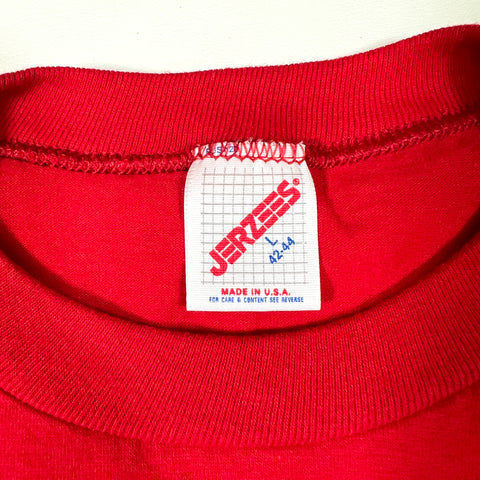 JERZEES®
L
42-44
MADE IN U.S.A.
FOR CARE & CONTENT SEE REVERSE